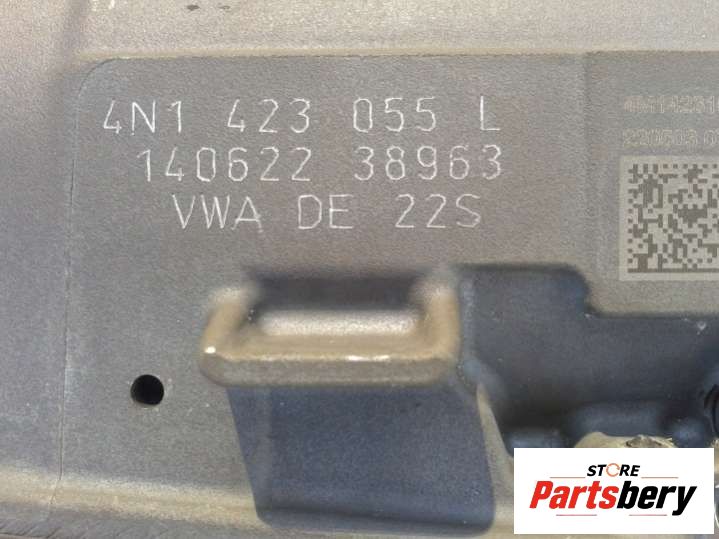 4N1 423 055 L
140622 38963
VWA DE 22S
STORE
Partsbery